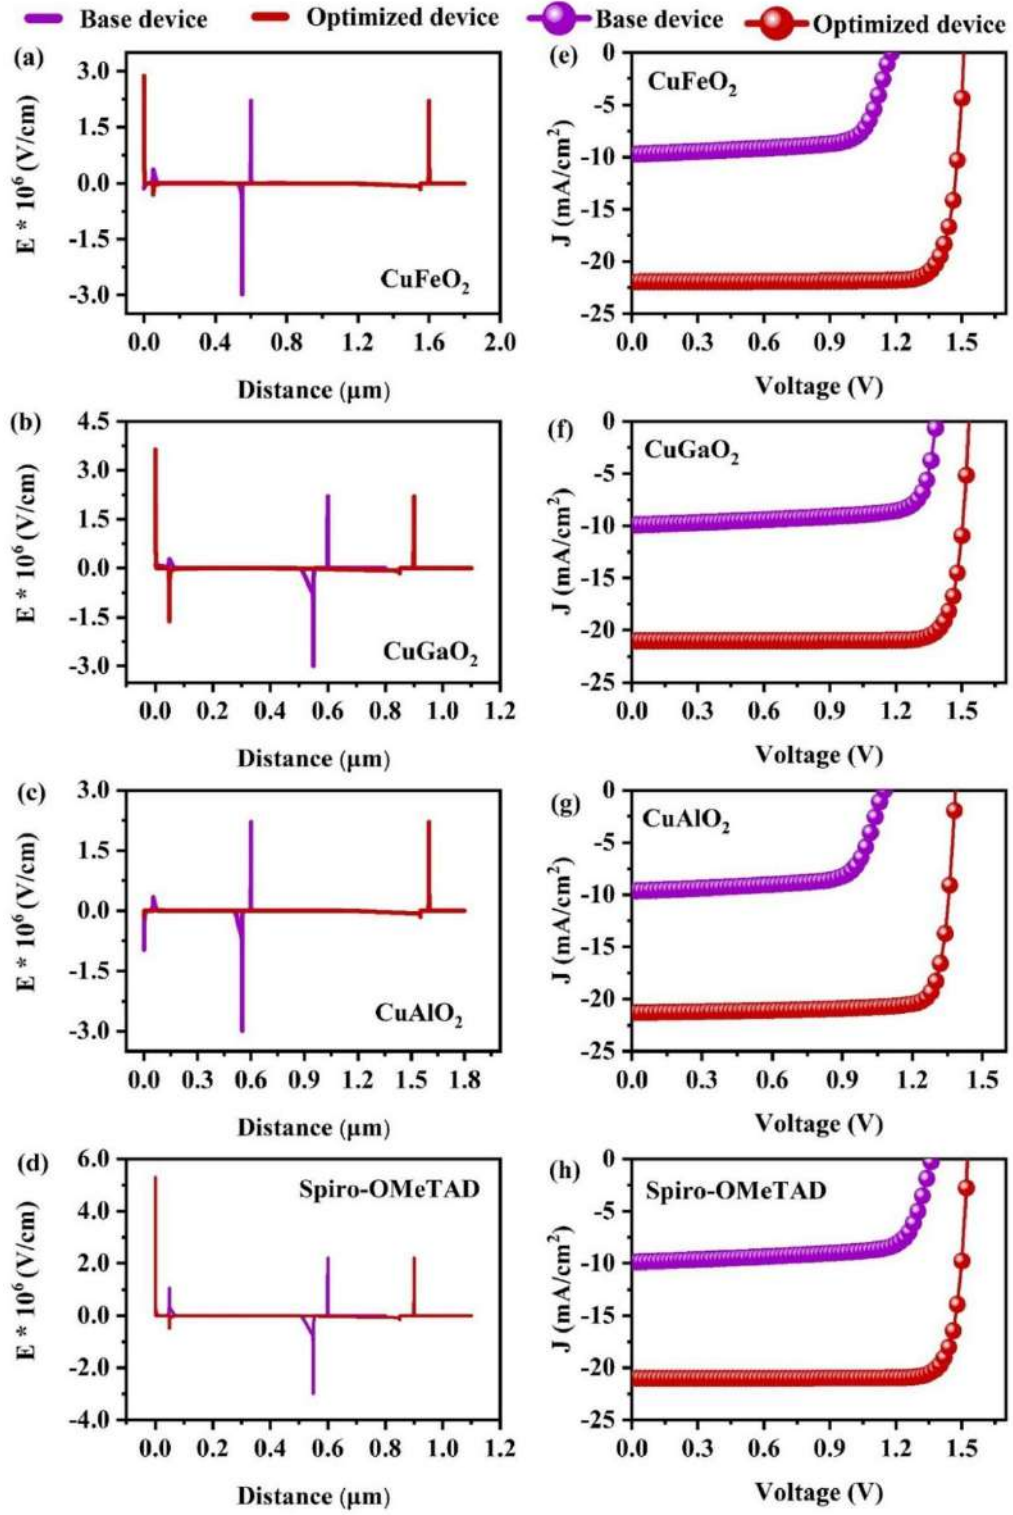 Base device Optimized device Base device Optimized device
(a)
3.0
1.5
0.0
-1.5
-3.0
E * 10⁶ (V/cm)
CuFeO₂
0.0 0.4 0.8 1.2 1.6 2.0
Distance (μm)
(e)
0
-5
-10
-15
-20
-25
J (mA/cm²)
CuFeO₂
0.0 0.3 0.6 0.9 1.2 1.5
Voltage (V)
(b)
4.5
3.0
1.5
0.0
-1.5
-3.0
E * 10⁶ (V/cm)
CuGaO₂
0.0 0.2 0.4 0.6 0.8 1.0 1.2
Distance (μm)
(f)
0
-5
-10
-15
-20
-25
J (mA/cm²)
CuGaO₂
0.0 0.3 0.6 0.9 1.2 1.5
Voltage (V)
(c)
3.0
1.5
0.0
-1.5
-3.0
E * 10⁶ (V/cm)
CuAlO₂
0.0 0.3 0.6 0.9 1.2 1.5 1.8
Distance (μm)
(g)
0
-5
-10
-15
-20
-25
J (mA/cm²)
CuAlO₂
0.0 0.3 0.6 0.9 1.2 1.5
Voltage (V)
(d)
6.0
4.0
2.0
0.0
-2.0
-4.0
E * 10⁶ (V/cm)
Spiro-OMeTAD
0.0 0.2 0.4 0.6 0.8 1.0 1.2
Distance (μm)
(h)
0
-5
-10
-15
-20
-25
J (mA/cm²)
Spiro-OMeTAD
0.0 0.3 0.6 0.9 1.2 1.5
Voltage (V)